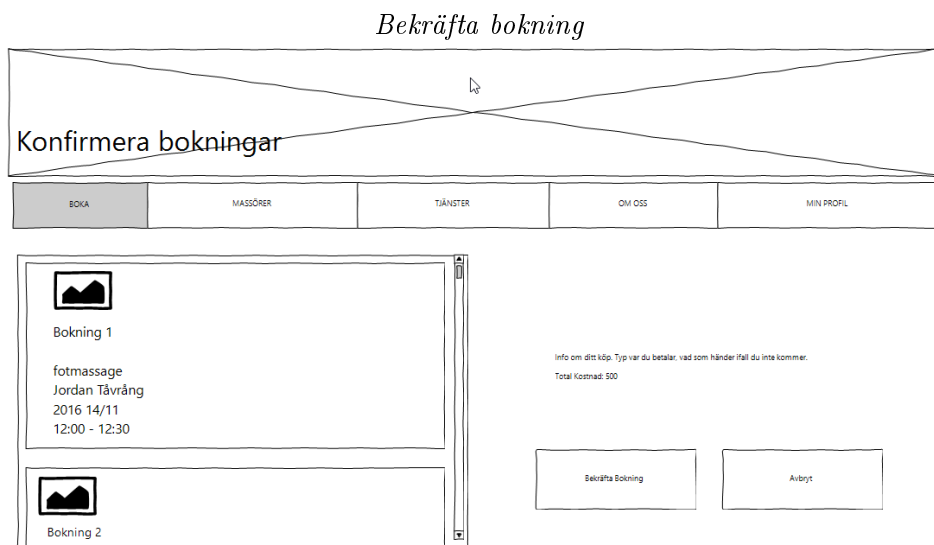 Bekräfta bokning
Konfirmera bokningar
BOKA
MASSÖRER
TJÄNSTER
OM OSS
MIN PROFIL
Bokning 1
fotmassage
Jordan Tåvrång
2016 14/11
12:00 - 12:30
Bokning 2
Info om ditt köp. Typ var du betalar, vad som händer ifall du inte kommer.
Total Kostnad: 500
Bekräfta Bokning
Avbryt